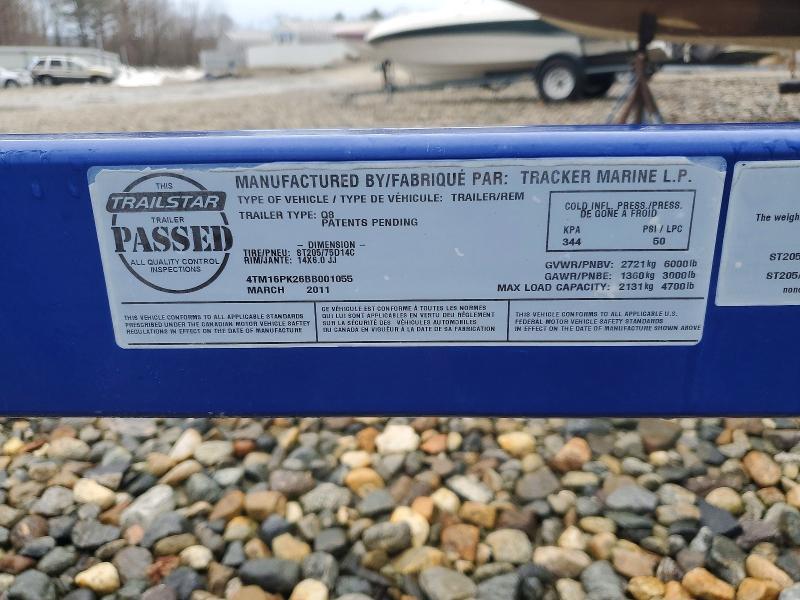 THIS
TRAILSTAR
TRAILER
PASSED
ALL QUALITY CONTROL
INSPECTIONS
MANUFACTURED BY/FABRIQUÉ PAR: TRACKER MARINE L.P.
TYPE OF VEHICLE / TYPE DE VÉHICULE: TRAILER/REM
TRAILER TYPE: Q8
PATENTS PENDING
- DIMENSION -
TIRE/PNEU: ST205/75D14C
RIM/JANTE: 14X6.0 JJ
4TM16PK26BB001055
MARCH 2011
COLD INFL. PRESS./PRESS.
DE GONE A FROID
KPA PSI / LPC
344 50
GVWR/PNBV: 2721kg 6000lb
GAWR/PNBE: 1360kg 3000lb
MAX LOAD CAPACITY: 2131kg 4700lb
THIS VEHICLE CONFORMS TO ALL APPLICABLE STANDARDS
PRESCRIBED UNDER THE CANADIAN MOTOR VEHICLE SAFTEY
REGULATIONS IN EFFECT ON THE DATE OF MANUFACTURE
CE VÉHICULE EST CONFORME À TOUTES LES NORMES
QUI LUI SONT APPLICABLES EN VERTU DEU RÉGLEMENT
SUR LA SÉCURITÉ DES VÉHICULES AUTOMOBILES
DU CANADA EN VIGUEUR À LA DATE DE SA FABRICATION
THIS VEHICLE CONFORMS TO ALL APPLICABLE U.S.
FEDERAL MOTOR VEHICLE SAFETY STANDARDS
IN EFFECT ON THE DATE OF MANUFACTURE SHOWN ABOVE
The weigh
ST205
ST205/
non